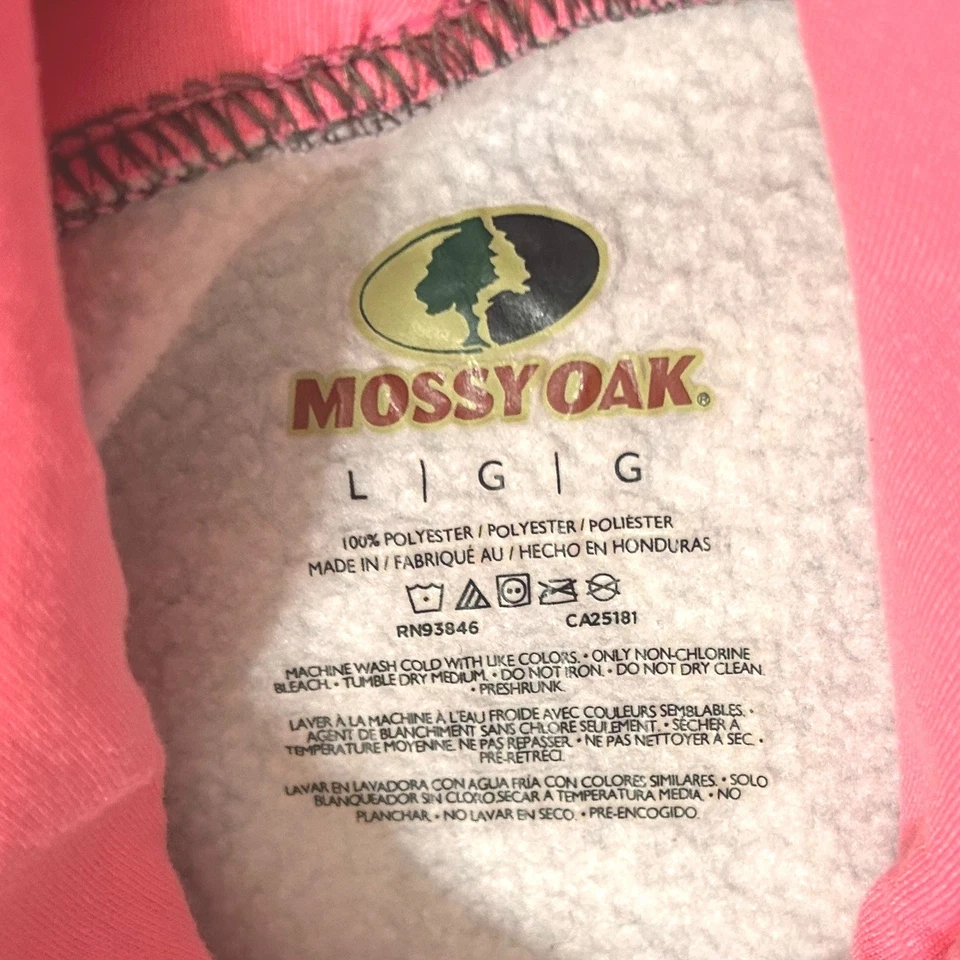 MOSSY OAK®
L | G | G
100% POLYESTER / POLYESTER / POLIÉSTER
MADE IN / FABRIQUÉ AU / HECHO EN HONDURAS
RN93846 CA25181
MACHINE WASH COLD WITH LIKE COLORS. • ONLY NON-CHLORINE
BLEACH. • TUMBLE DRY MEDIUM. • DO NOT IRON. • DO NOT DRY CLEAN.
• PRESHRUNK.
LAVER À LA MACHINE À L'EAU FROIDE AVEC COULEURS SEMBLABLES. •
AGENT DE BLANCHIMENT SANS CHLORE SEULEMENT. • SÉCHER A
TEMPÉRATURE MOYENNE. NE PAS REPASSER. • NE PAS NETTOYER À SEC. •
PRÉ-RÉTRÉCI.
LAVAR EN LAVADORA CON AGUA FRÍA CON COLORES SIMILARES. • SOLO
BLANQUEADOR SIN CLORO.SECAR A TEMPERATURA MEDIA. • NO
PLANCHAR. • NO LAVAR EN SECO. • PRE-ENCOGIDO.